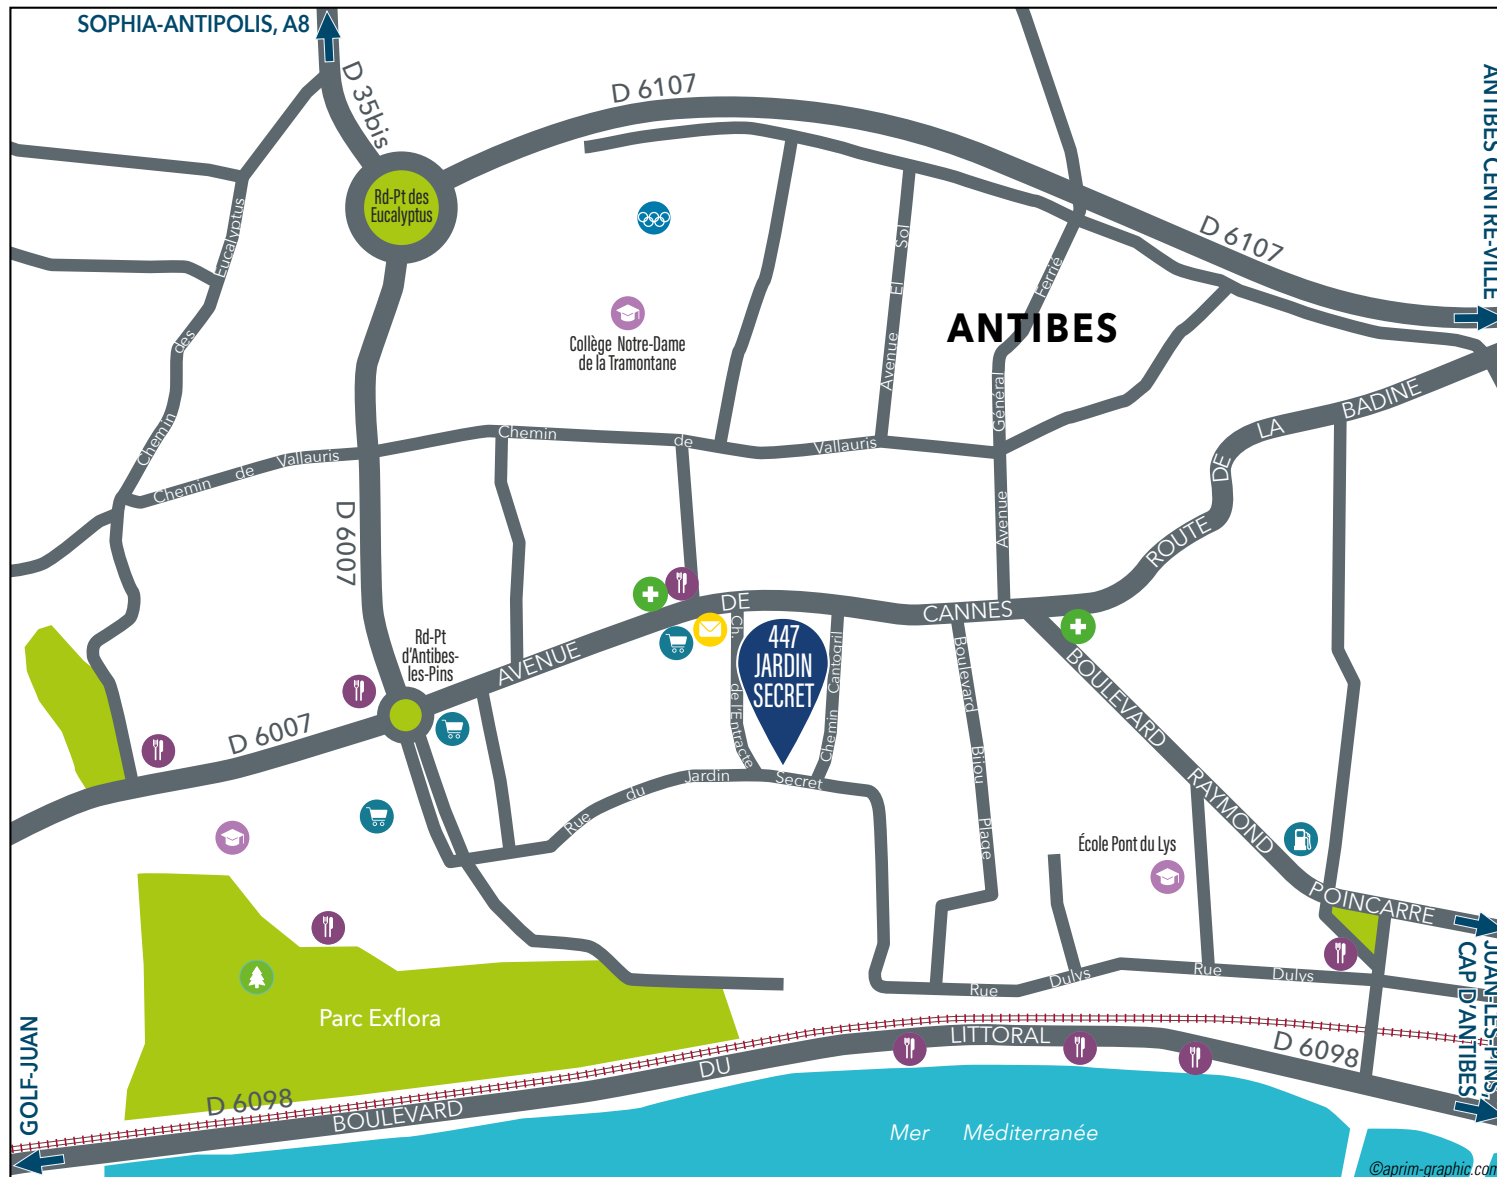 SOPHIA-ANTIPOLIS, A8
D 35bis
D 6107
ANTIBES CENTRE-VILLE
Rd-Pt des
Eucalyptus
D 6107
Chemin des Eucalyptus
Collège Notre-Dame
de la Tramontane
Avenue El Sol
Avenue Général Ferrié
ANTIBES
Chemin de Vallauris
Chemin de Vallauris
ROUTE DE LA BADINE
D 6007
Rd-Pt
d'Antibes-
les-Pins
AVENUE DE CANNES
D 6007
Ch. de l'Entracte
447
JARDIN
SECRET
Chemin Cantogril
Boulevard Bijou Plage
BOULEVARD RAYMOND POINCARRE
Rue du Jardin Secret
École Pont du Lys
Rue Dulys
Rue Dulys
Parc Exflora
GOLF-JUAN
D 6098
BOULEVARD DU LITTORAL
D 6098
JUAN-LES-PINS,
CAP D'ANTIBES
Mer Méditerranée
©aprim-graphic.com